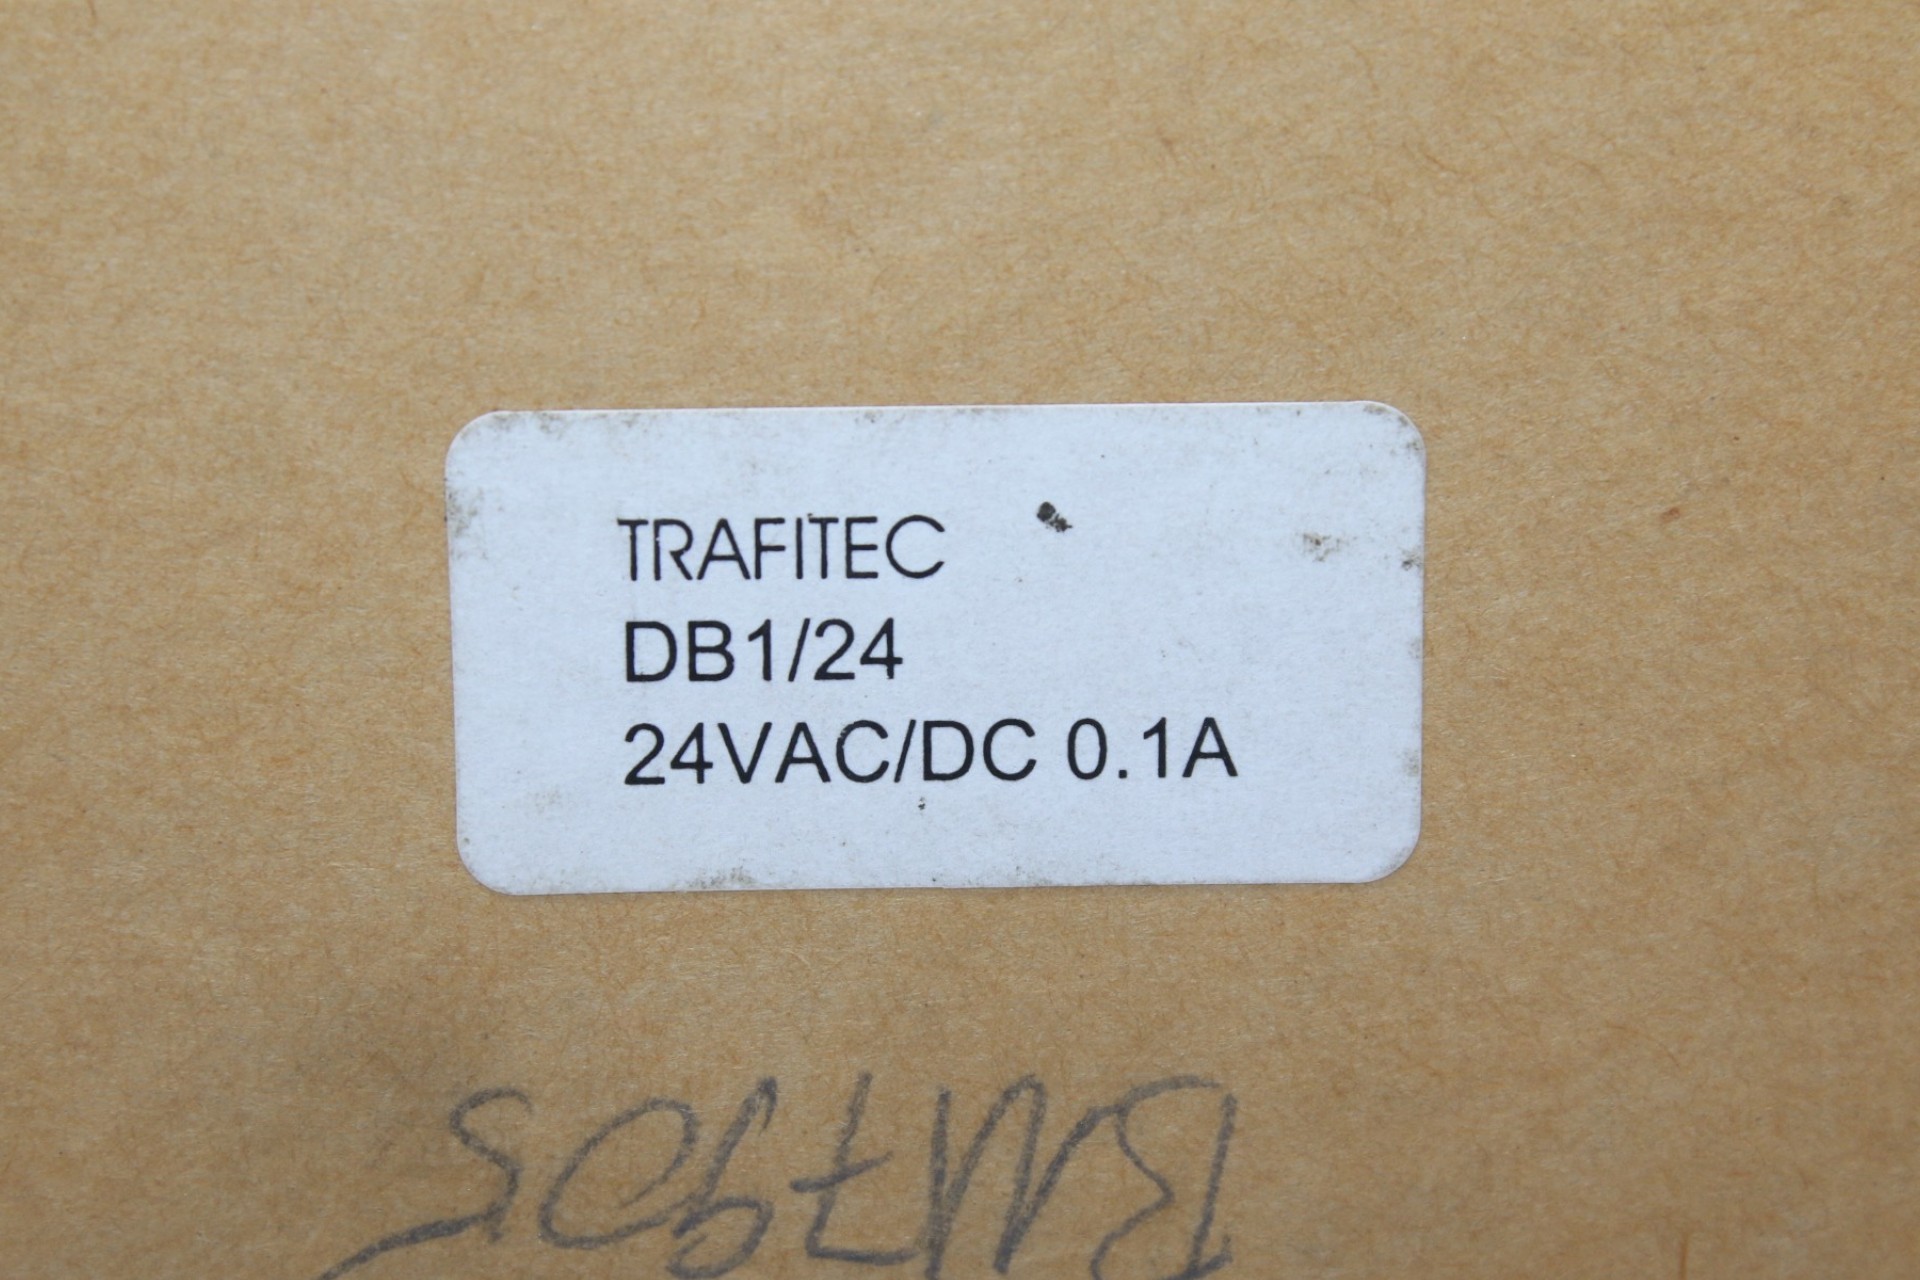 TRAFITEC
DB1/24
24VAC/DC 0.1A